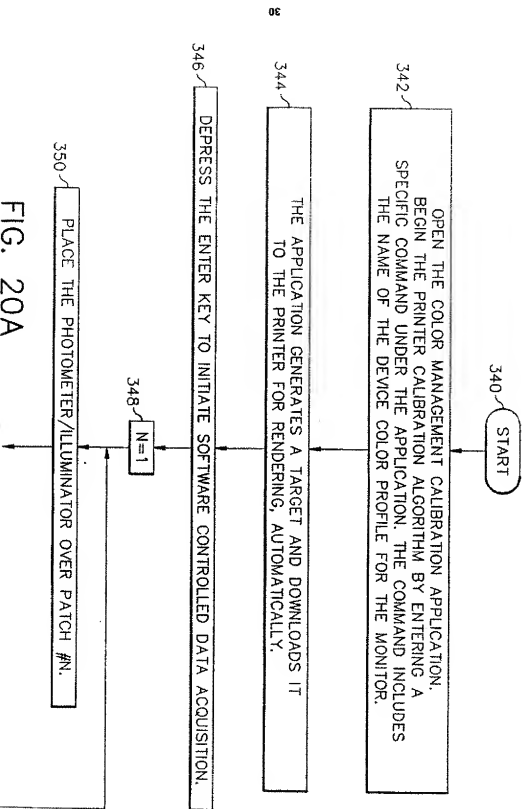 30
340
START
342
OPEN THE COLOR MANAGEMENT CALIBRATION APPLICATION.
BEGIN THE PRINTER CALIBRATION ALGORITHM BY ENTERING A
SPECIFIC COMMAND UNDER THE APPLICATION. THE COMMAND INCLUDES
THE NAME OF THE DEVICE COLOR PROFILE FOR THE MONITOR.
344
THE APPLICATION GENERATES A TARGET AND DOWNLOADS IT
TO THE PRINTER FOR RENDERING, AUTOMATICALLY.
346
DEPRESS THE ENTER KEY TO INITIATE SOFTWARE CONTROLLED DATA ACQUISITION.
348
N=1
350
PLACE THE PHOTOMETER/ILLUMINATOR OVER PATCH #N.
FIG. 20A